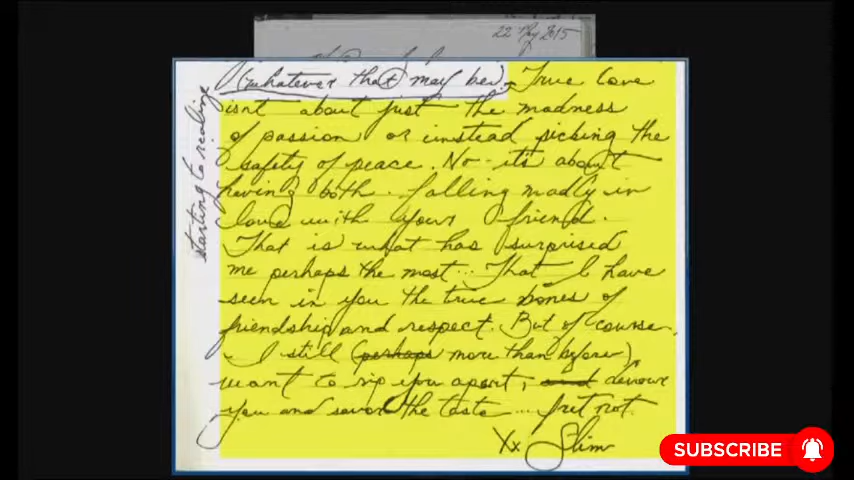 22 May 2015
(whatever that may be). True love
isnt about just the madness
of passion or instead picking the
safety of peace. No - it's about
having both. falling madly in
love with your friend.
That is what has surprised
me perhaps the most... That I have
seen in you the true bones of
friendship and respect. But of course,
I still (perhaps more than before)
want to rip you apart, and devour
you and savor the taste... fret not.
Xx Slim
starting to realize
SUBSCRIBE